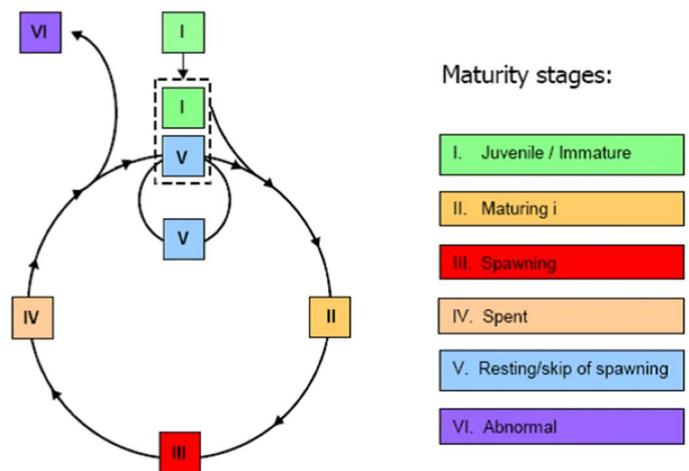 VI
I
I
V
V
IV
II
III
Maturity stages:
I. Juvenile / Immature
II. Maturing i
III. Spawning
IV. Spent
V. Resting/skip of spawning
VI. Abnormal